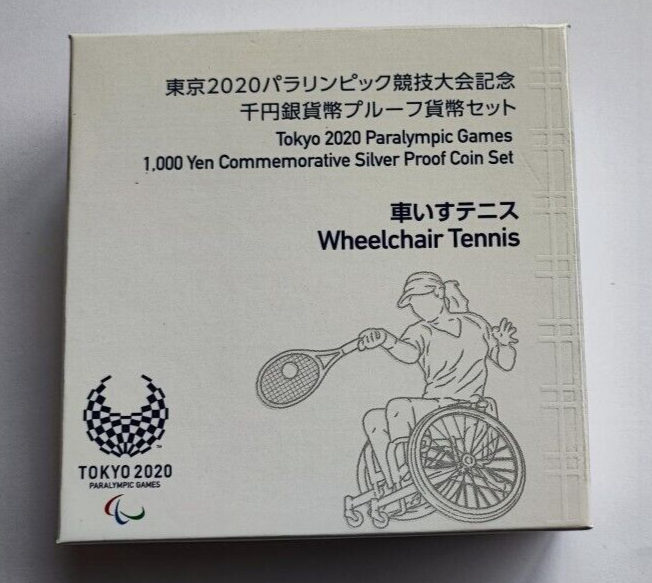 東京2020パラリンピック競技大会記念
千円銀貨幣プルーフ貨幣セット
Tokyo 2020 Paralympic Games
1,000 Yen Commemorative Silver Proof Coin Set
車いすテニス
Wheelchair Tennis
TM
TOKYO 2020
PARALYMPIC GAMES